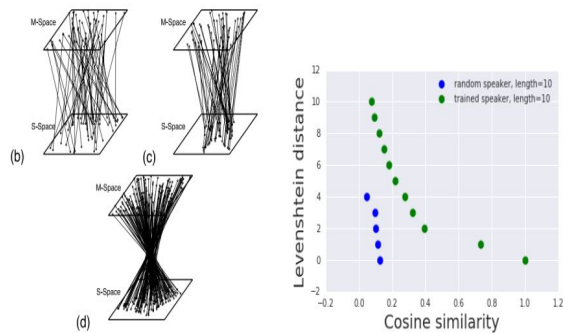 M-Space
S-Space
(b)
M-Space
S-Space
(c)
M-Space
S-Space
(d)
Levenshtein distance
12
10
8
6
4
2
0
−2
random speaker, length=10
trained speaker, length=10
−0.2
0.0
0.2
0.4
0.6
0.8
1.0
1.2
Cosine similarity